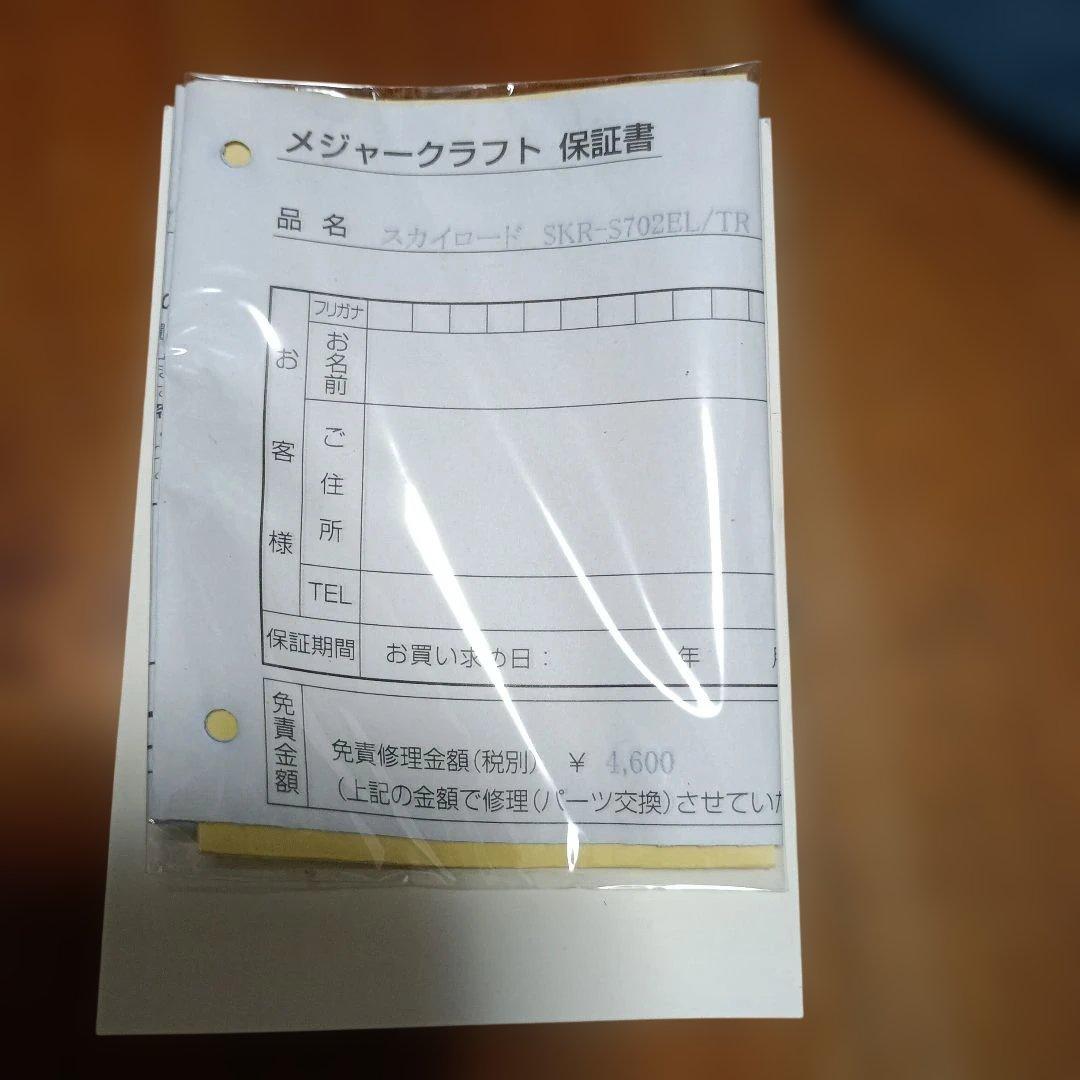 メジャークラフト 保証書
品 名 スカイロード SKR-S702EL/TR
お客様
フリガナ
お名前
ご住所
TEL
保証期間 お買い求め日： 年
免責金額
免責修理金額(税別) ￥ 4,600
(上記の金額で修理(パーツ交換)させてい